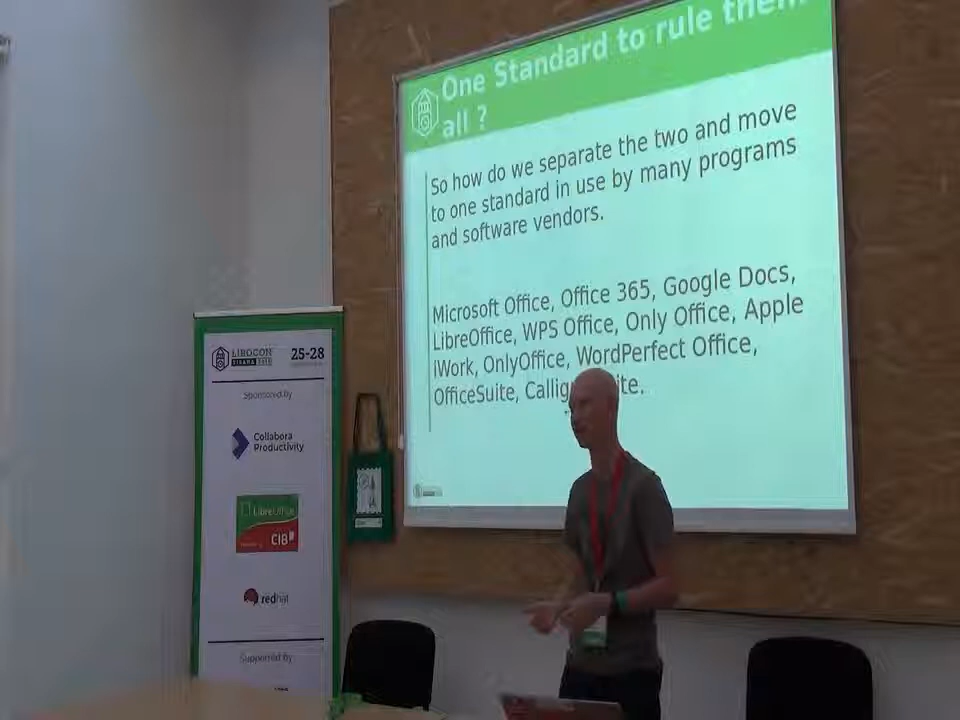 One Standard to rule them
all ?
So how do we separate the two and move
to one standard in use by many programs
and software vendors.
Microsoft Office, Office 365, Google Docs,
LibreOffice, WPS Office, Only Office, Apple
iWork, OnlyOffice, WordPerfect Office,
OfficeSuite, Callig
ite.
LIBOCON
25-28
Sponsored by
Collabora
Productivity
LibreOffice
CIB
redhat
Supported by